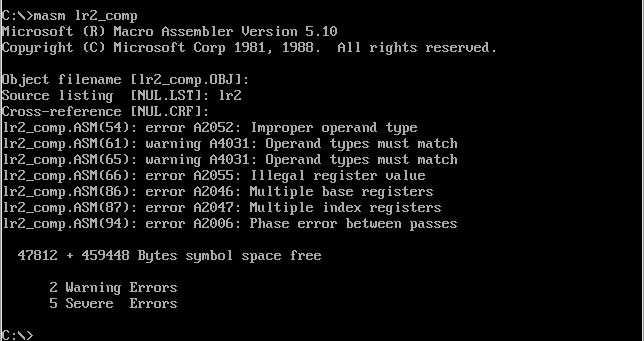 C:\>masm lr2_comp
Microsoft (R) Macro Assembler Version 5.10
Copyright (C) Microsoft Corp 1981, 1988.  All rights reserved.
Object filename [lr2_comp.OBJ]:
Source listing  [NUL.LST]: lr2
Cross-reference [NUL.CRF]:
lr2_comp.ASM(54): error A2052: Improper operand type
lr2_comp.ASM(61): warning A4031: Operand types must match
lr2_comp.ASM(65): warning A4031: Operand types must match
lr2_comp.ASM(66): error A2055: Illegal register value
lr2_comp.ASM(86): error A2046: Multiple base registers
lr2_comp.ASM(87): error A2047: Multiple index registers
lr2_comp.ASM(94): error A2006: Phase error between passes
47812 + 459448 Bytes symbol space free
2 Warning Errors
5 Severe  Errors
C:\>